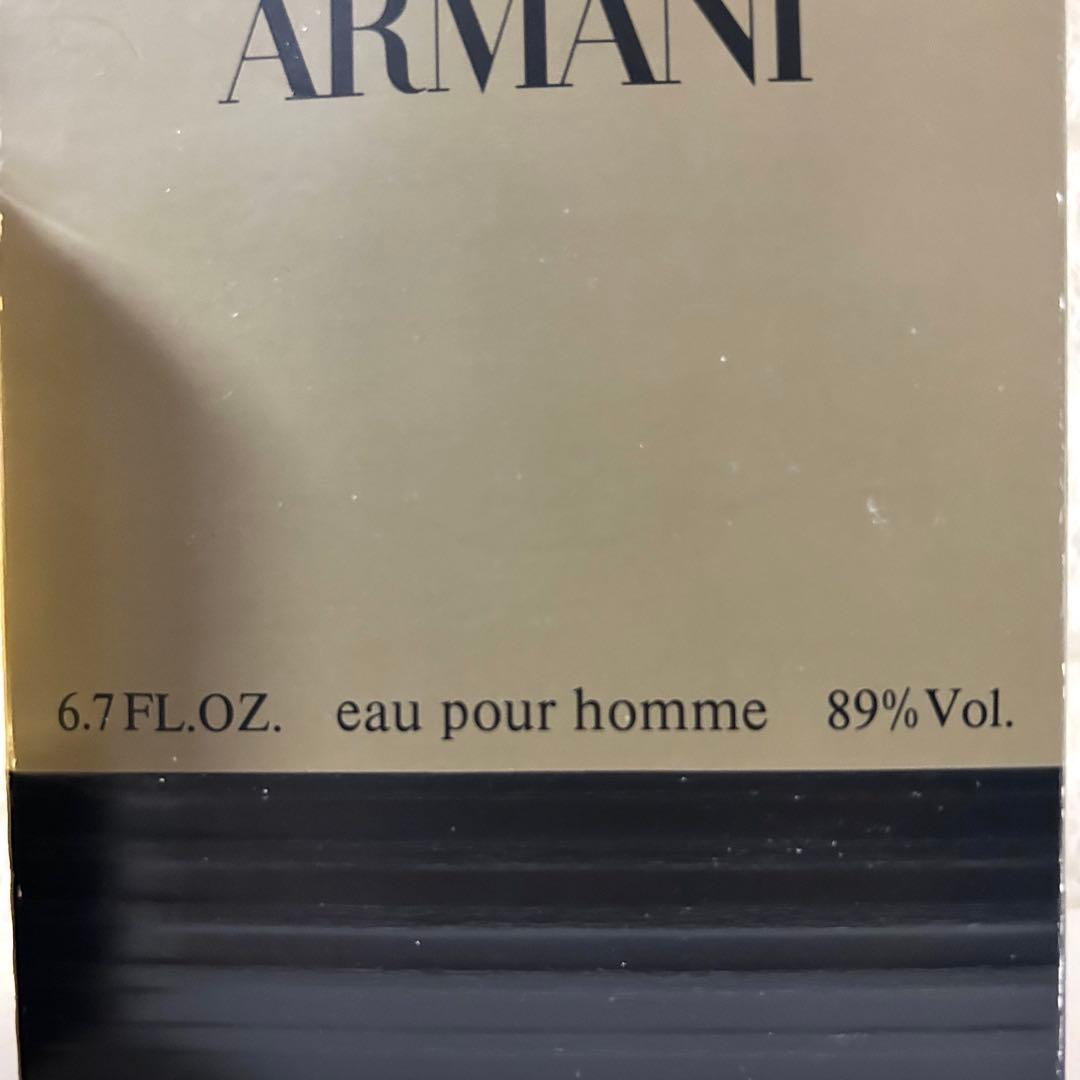 ARMANI
6.7 FL.OZ. eau pour homme 89% Vol.